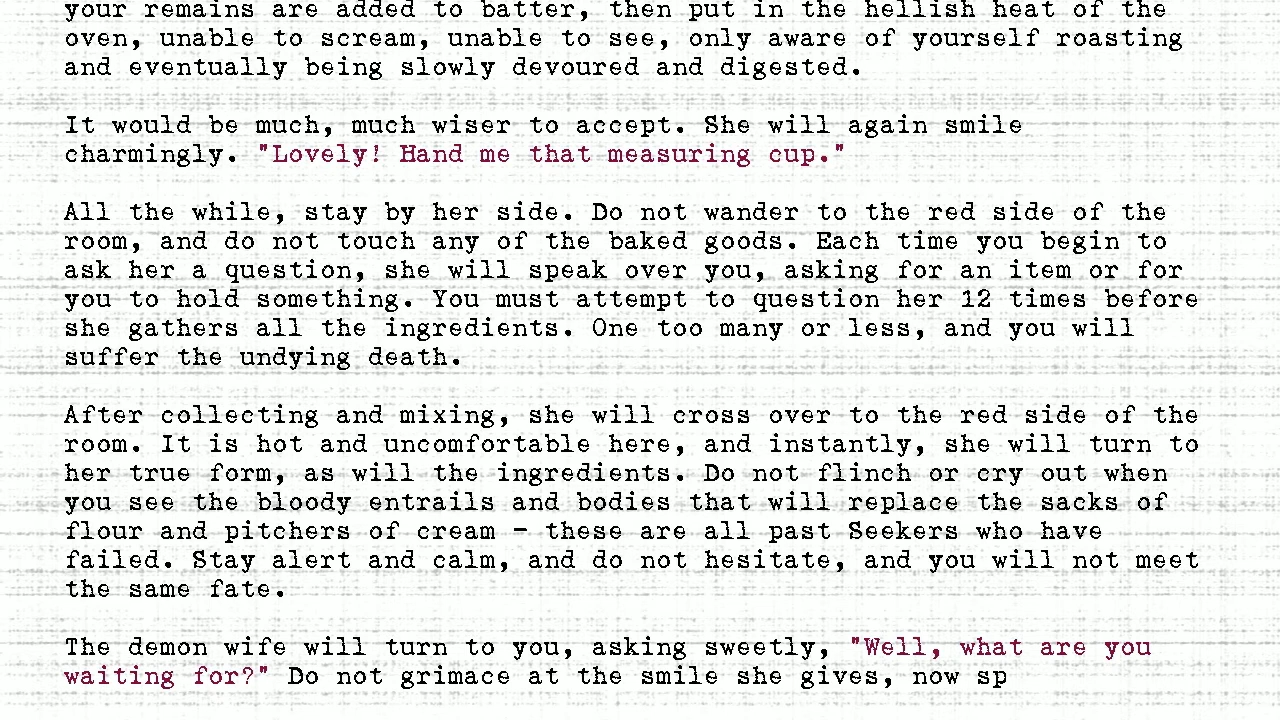 your remains are added to batter, then put in the hellish heat of the
oven, unable to scream, unable to see, only aware of yourself roasting
and eventually being slowly devoured and digested.
It would be much, much wiser to accept. She will again smile
charmingly. "Lovely! Hand me that measuring cup."
All the while, stay by her side. Do not wander to the red side of the
room, and do not touch any of the baked goods. Each time you begin to
ask her a question, she will speak over you, asking for an item or for
you to hold something. You must attempt to question her 12 times before
she gathers all the ingredients. One too many or less, and you will
suffer the undying death.
After collecting and mixing, she will cross over to the red side of the
room. It is hot and uncomfortable here, and instantly, she will turn to
her true form, as will the ingredients. Do not flinch or cry out when
you see the bloody entrails and bodies that will replace the sacks of
flour and pitchers of cream – these are all past Seekers who have
failed. Stay alert and calm, and do not hesitate, and you will not meet
the same fate.
The demon wife will turn to you, asking sweetly, "Well, what are you
waiting for?" Do not grimace at the smile she gives, now sp